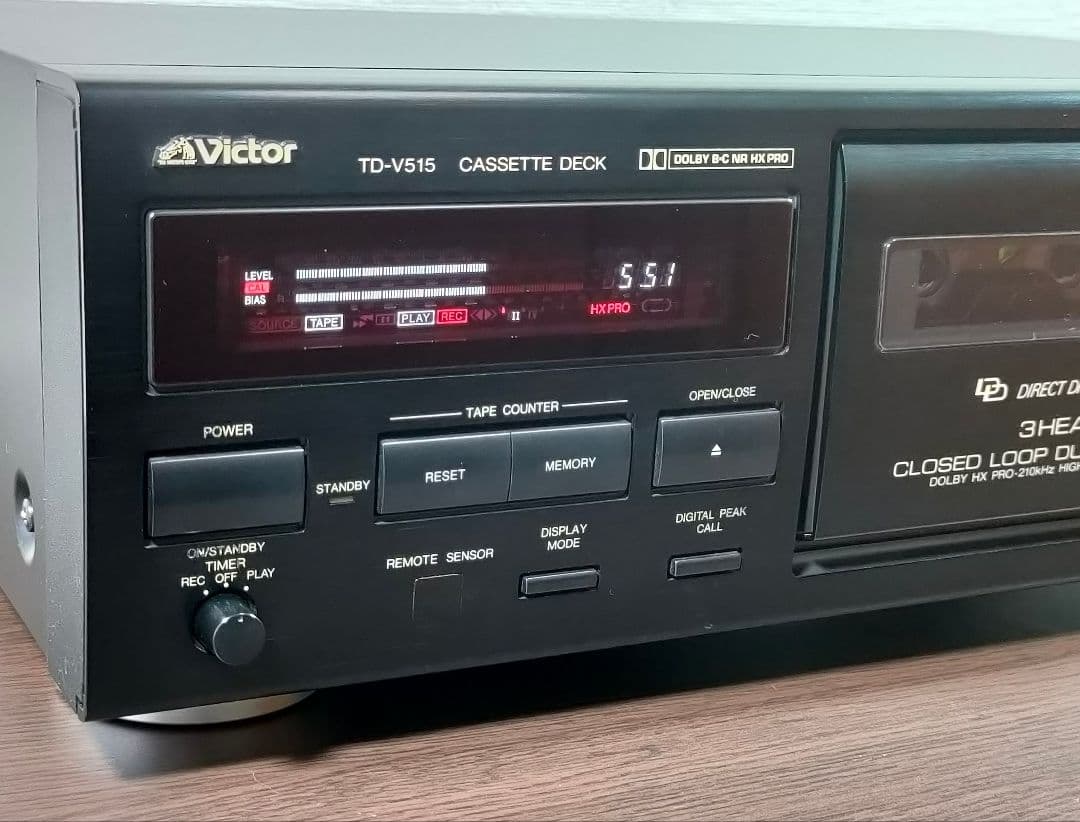 Victor
TD-V515 CASSETTE DECK DOLBY B·C NR HX PRO
LEVEL
CAL
BIAS
551
SOURCE TAPE PLAY REC II
HX PRO
POWER
TAPE COUNTER
OPEN/CLOSE
RESET
MEMORY
STANDBY
ON/STANDBY
TIMER
REC OFF PLAY
REMOTE SENSOR
DISPLAY
MODE
DIGITAL PEAK
CALL
DIRECT
3HEA
CLOSED LOOP DU
DOLBY HX PRO-210kHz HIGH